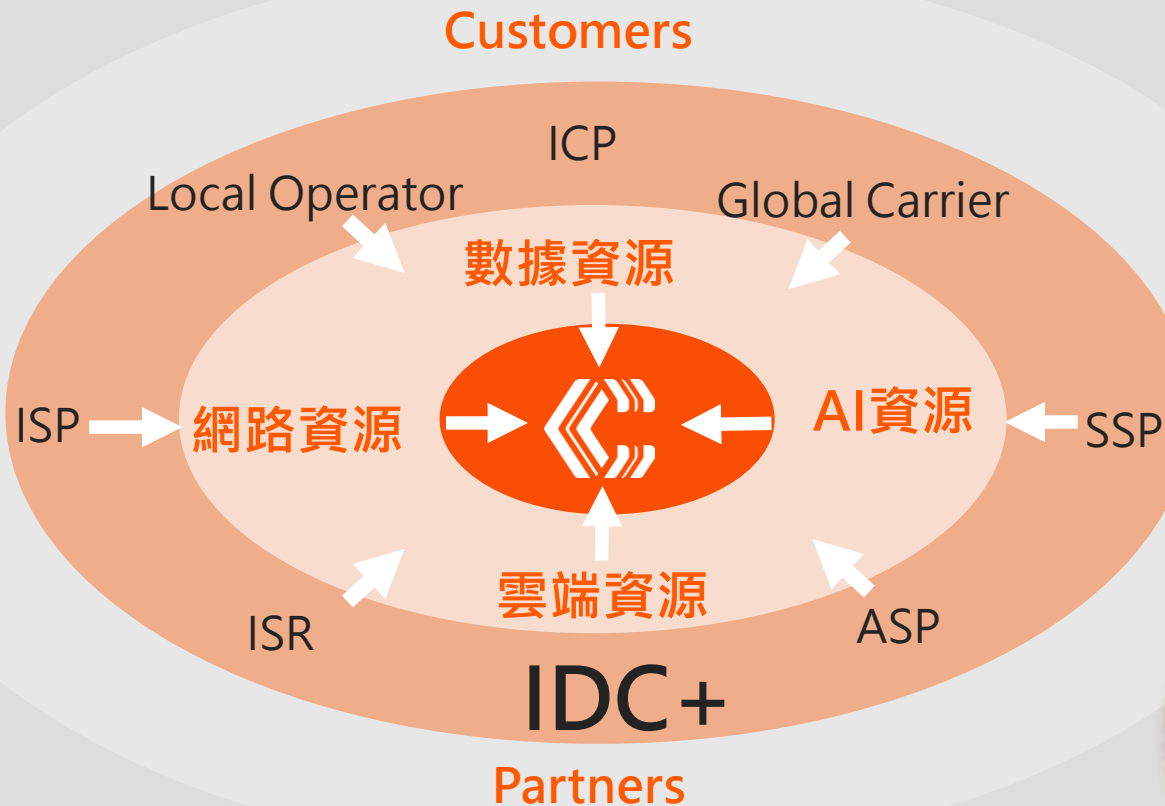 Customers
ICP
Local Operator
Global Carrier
數據資源
ISP
網路資源
AI資源
SSP
雲端資源
ISR
ASP
IDC+
Partners